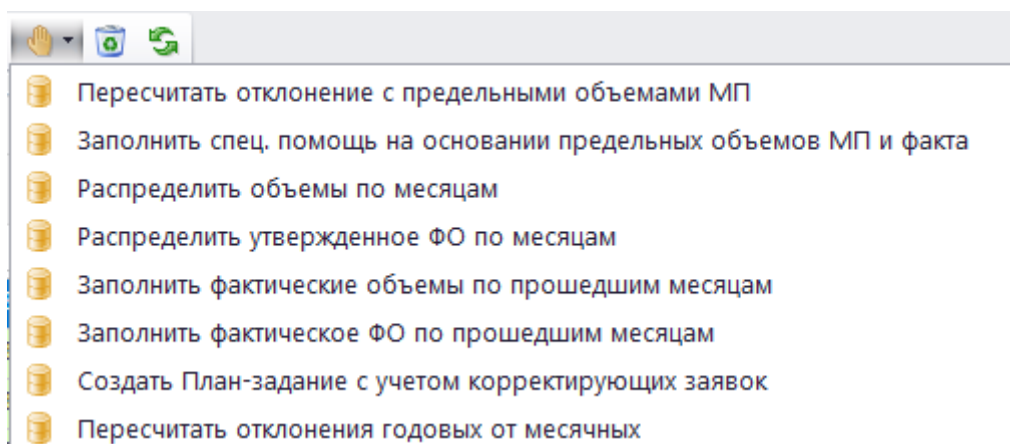 Пересчитать отклонение с предельными объемами МП
Заполнить спец. помощь на основании предельных объемов МП и факта
Распределить объемы по месяцам
Распределить утвержденное ФО по месяцам
Заполнить фактические объемы по прошедшим месяцам
Заполнить фактическое ФО по прошедшим месяцам
Создать План-задание с учетом корректирующих заявок
Пересчитать отклонения годовых от месячных